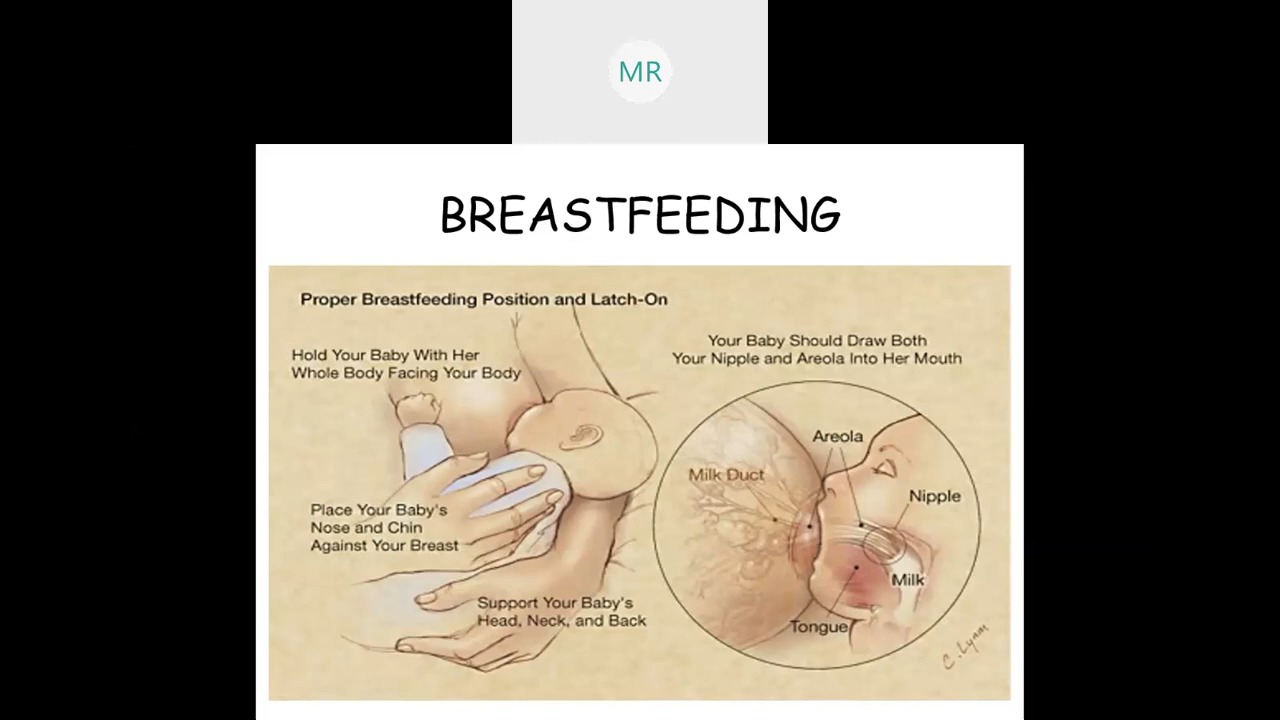 MR
BREASTFEEDING
Proper Breastfeeding Position and Latch-On
Hold Your Baby With Her
Whole Body Facing Your Body
Your Baby Should Draw Both
Your Nipple and Areola Into Her Mouth
Areola
Milk Duct
Nipple
Place Your Baby's
Nose and Chin
Against Your Breast
Milk
Support Your Baby's
Head, Neck, and Back
Tongue
C. Lynm